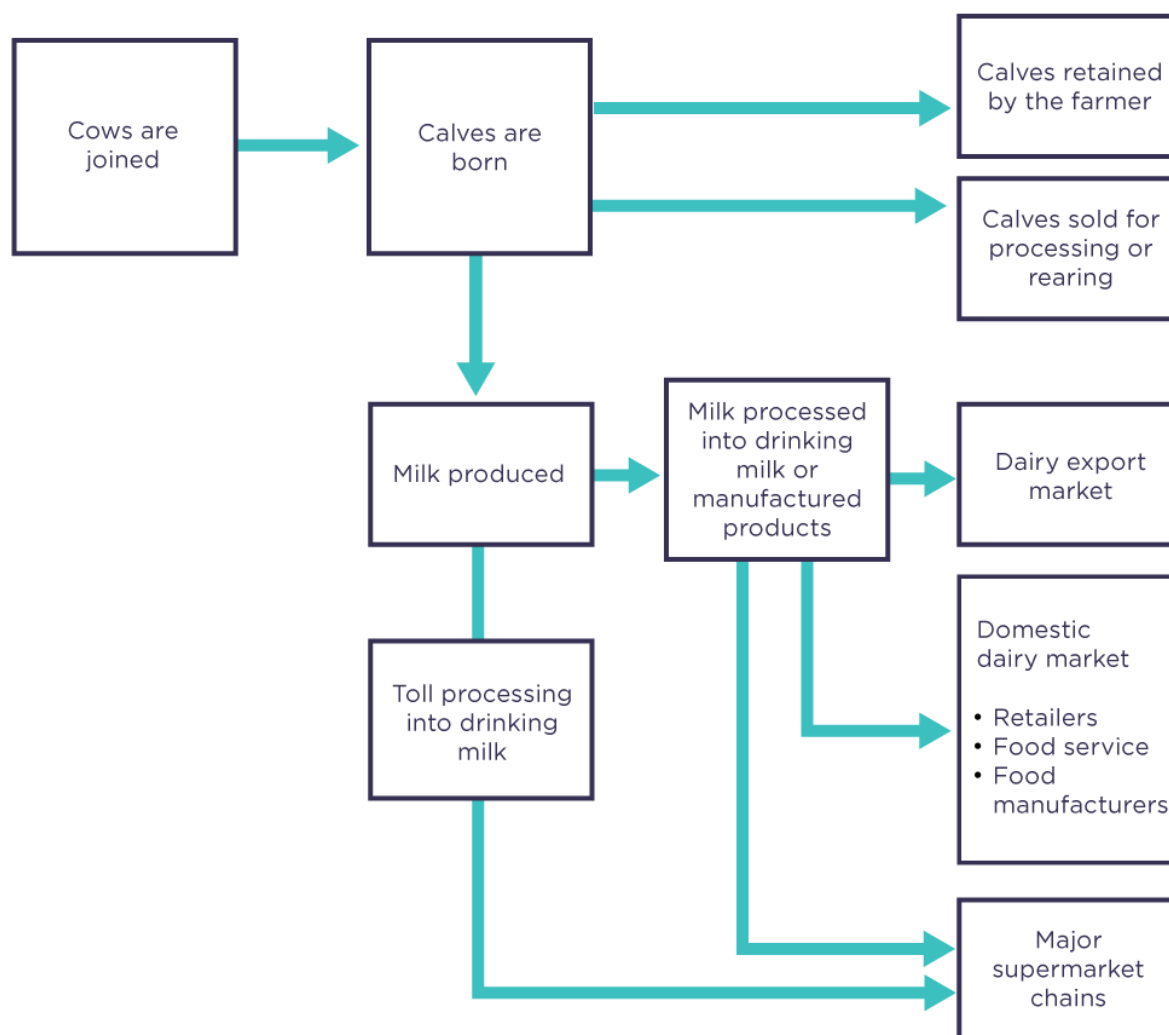 Cows are
joined
Calves are
born
Calves retained
by the farmer
Calves sold for
processing or
rearing
Milk produced
Milk processed
into drinking
milk or
manufactured
products
Dairy export
market
Toll processing
into drinking
milk
Domestic
dairy market
• Retailers
• Food service
• Food
manufacturers
Major
supermarket
chains